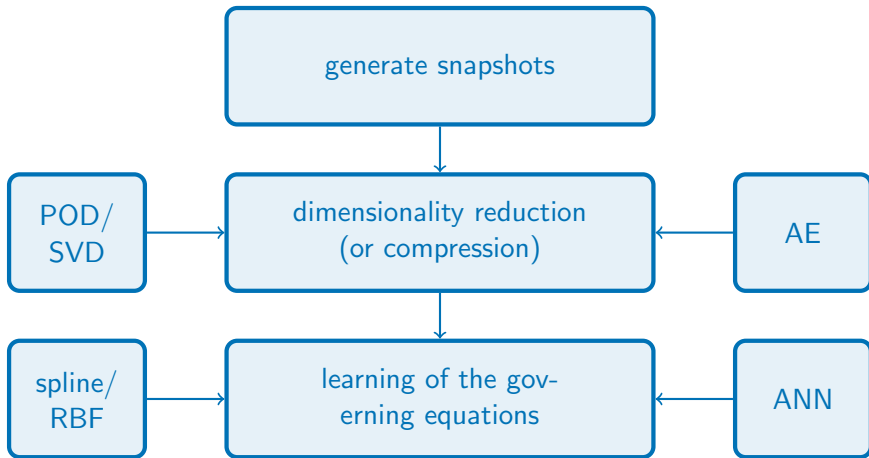 generate snapshots
POD/
SVD
dimensionality reduction
(or compression)
AE
spline/
RBF
learning of the gov-
erning equations
ANN